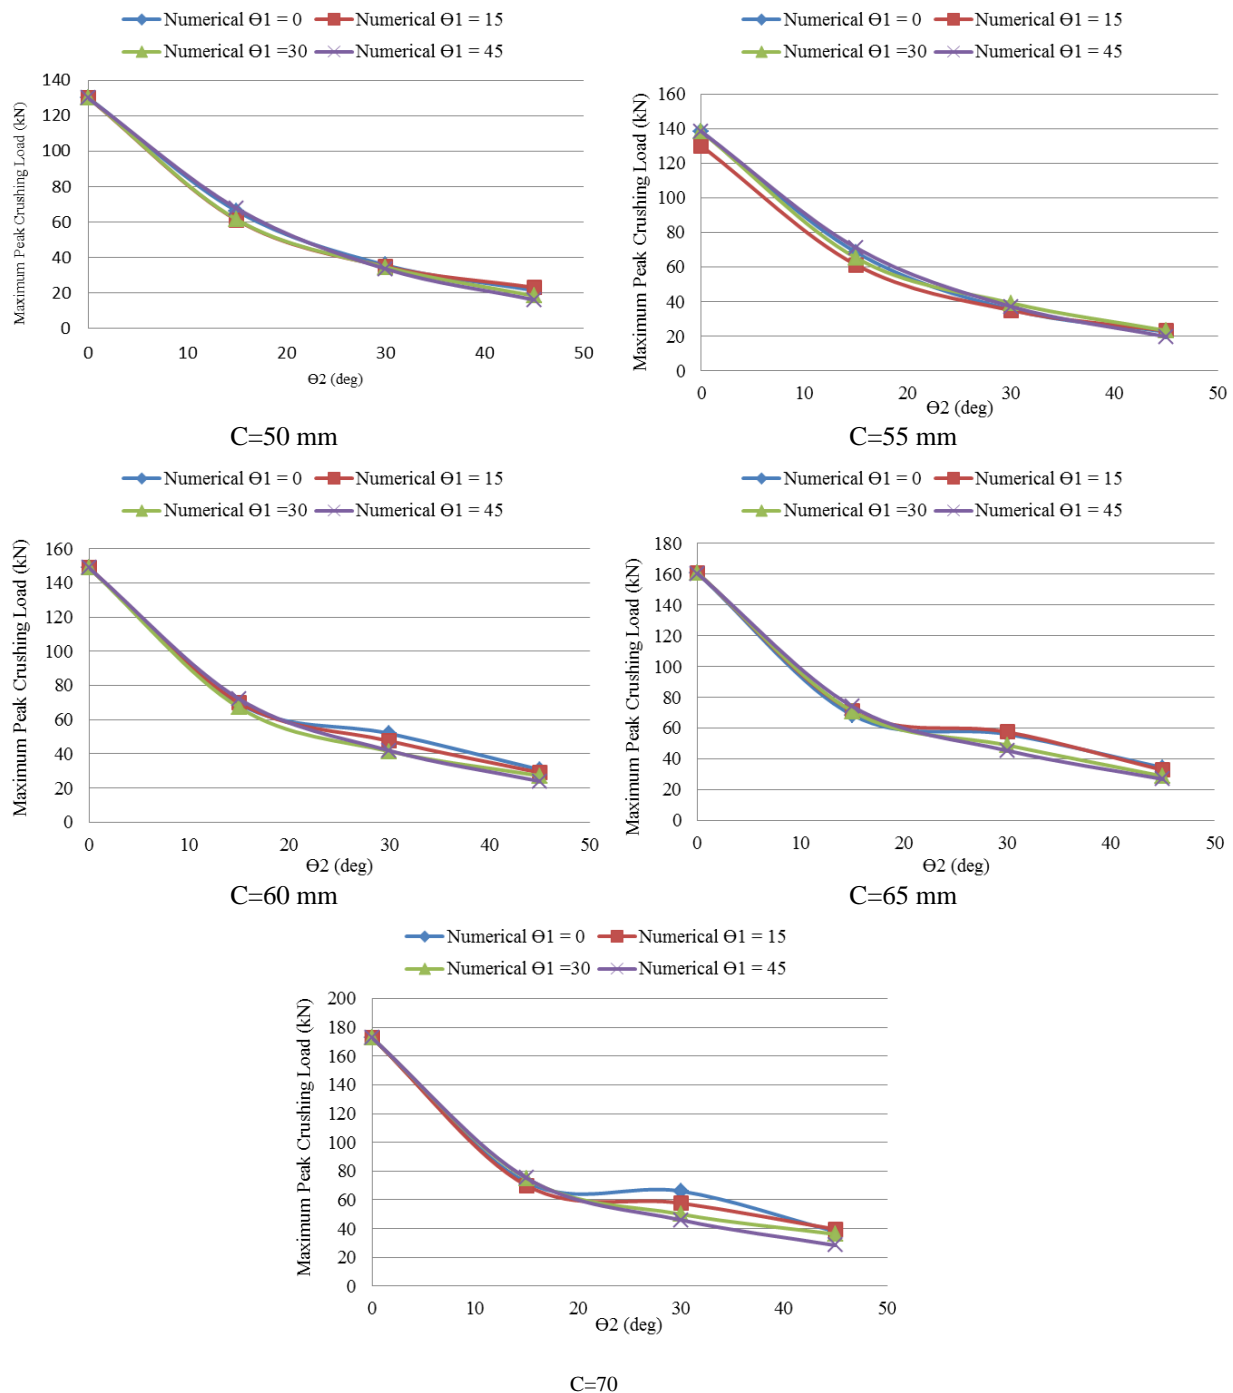 Numerical ϴ1 = 0
Numerical ϴ1 = 15
Numerical ϴ1 =30
Numerical ϴ1 = 45
Maximum Peak Crushing Load (kN)
140
120
100
80
60
40
20
0
0 10 20 30 40 50
ϴ2 (deg)
C=50 mm
Numerical ϴ1 = 0
Numerical ϴ1 = 15
Numerical ϴ1 =30
Numerical ϴ1 = 45
Maximum Peak Crushing Load (kN)
160
140
120
100
80
60
40
20
0
0 10 20 30 40 50
ϴ2 (deg)
C=55 mm
Numerical ϴ1 = 0
Numerical ϴ1 = 15
Numerical ϴ1 =30
Numerical ϴ1 = 45
Maximum Peak Crushing Load (kN)
160
140
120
100
80
60
40
20
0
0 10 20 30 40 50
ϴ2 (deg)
C=60 mm
Numerical ϴ1 = 0
Numerical ϴ1 = 15
Numerical ϴ1 =30
Numerical ϴ1 = 45
Maximum Peak Crushing Load (kN)
180
160
140
120
100
80
60
40
20
0
0 10 20 30 40 50
ϴ2 (deg)
C=65 mm
Numerical ϴ1 = 0
Numerical ϴ1 = 15
Numerical ϴ1 =30
Numerical ϴ1 = 45
Maximum Peak Crushing Load (kN)
200
180
160
140
120
100
80
60
40
20
0
0 10 20 30 40 50
ϴ2 (deg)
C=70